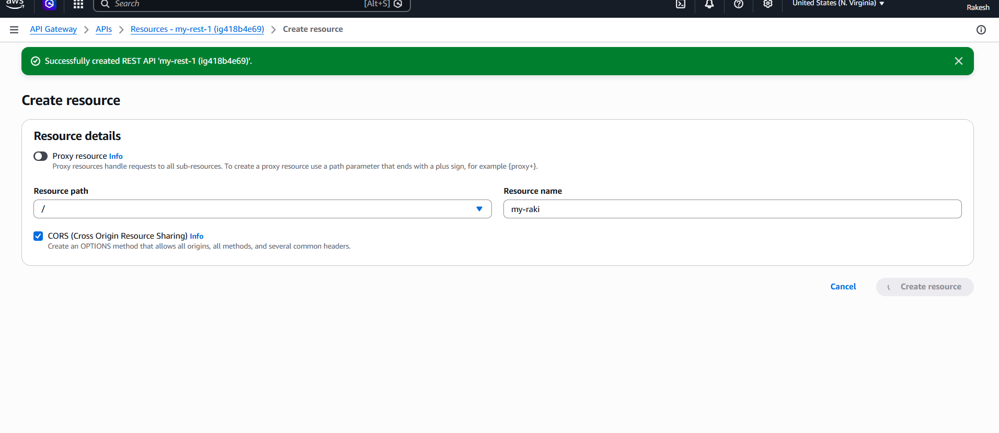 aws
Search [Alt+S]
United States (N. Virginia)
Rakesh
API Gateway APIs Resources - my-rest-1 (ig418b4e69) Create resource
Successfully created REST API 'my-rest-1 (ig418b4e69)'.
Create resource
Resource details
Proxy resource Info
Proxy resources handle requests to all sub-resources. To create a proxy resource use a path parameter that ends with a plus sign, for example {proxy+}.
Resource path
/
Resource name
my-raki
CORS (Cross Origin Resource Sharing) Info
Create an OPTIONS method that allows all origins, all methods, and several common headers.
Cancel
Create resource